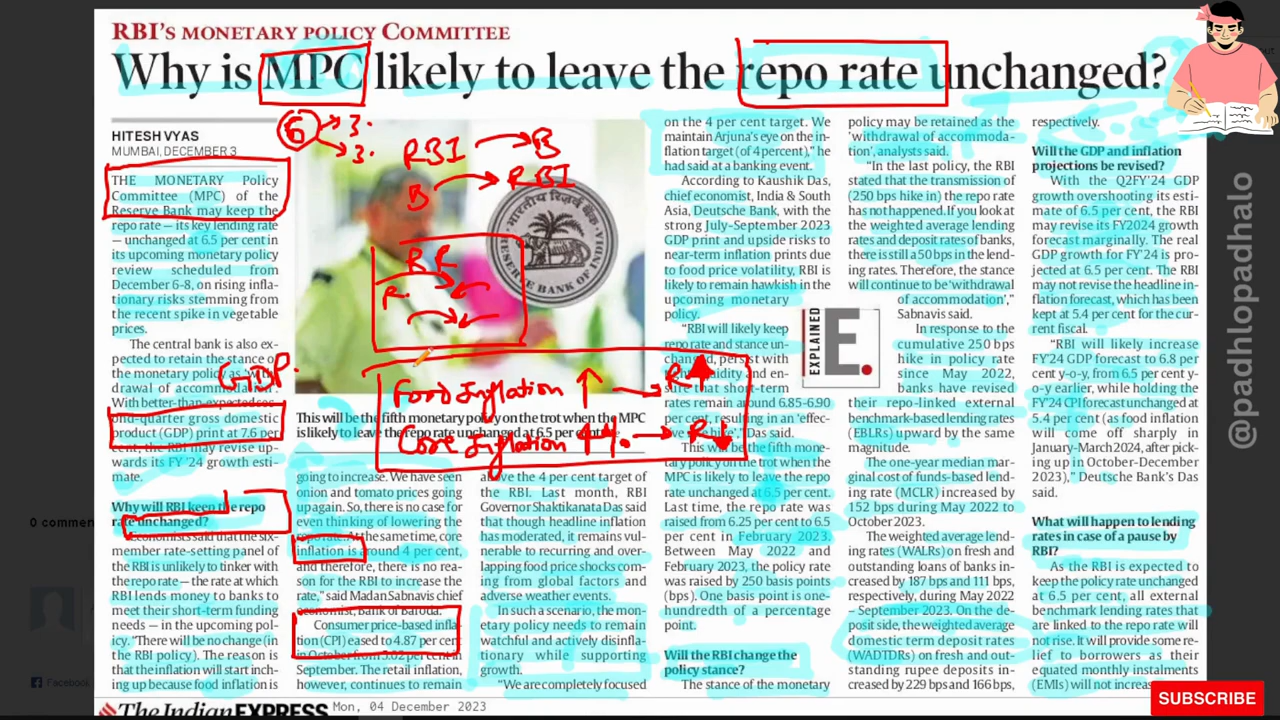 RBI's MONETARY POLICY COMMITTEE
Why is MPC likely to leave the repo rate unchanged?
HITESH VYAS
MUMBAI, DECEMBER 3
THE MONETARY Policy
Committee (MPC) of the
Reserve Bank may keep the
repo rate — its key lending rate
— unchanged at 6.5 per cent in
its upcoming monetary policy
review scheduled from
December 6-8, on rising infla-
tionary risks stemming from
the recent spike in vegetable
prices.
The central bank is also ex-
pected to retain the stance of
the monetary policy as 'with-
drawal of accommodation'.
With better-than-expected sec-
ond-quarter gross domestic
product (GDP) print at 7.6 per
cent, the RBI may revise up-
wards its FY '24 growth esti-
mate.
Why will RBI keep the repo
rate unchanged?
Economists said that the six-
member rate-setting panel of
the RBI is unlikely to tinker with
the repo rate — the rate at which
RBI lends money to banks to
meet their short-term funding
needs — in the upcoming pol-
icy. "There will be no change (in
the RBI policy). The reason is
that the inflation will start inch-
ing up because food inflation is
6
3.
3.
RBI B
B RBI
R R
R
GDP.
Food Inflation R
Core Inflation 4. R
This will be the fifth monetary policy on the trot when the MPC
is likely to leave the repo rate unchanged at 6.5 per cent.
going to increase. We have seen
onion and tomato prices going
up again. So, there is no case for
even thinking of lowering the
repo rate. At the same time, core
inflation is around 4 per cent,
and therefore, there is no rea-
son for the RBI to increase the
rate," said Madan Sabnavis chief
economist, Bank of Baroda.
Consumer price-based infla-
tion (CPI) eased to 4.87 per cent
in October from 5.02 per cent in
September. The retail inflation,
however, continues to remain
above the 4 per cent target of
the RBI. Last month, RBI
Governor Shaktikanata Das said
that though headline inflation
has moderated, it remains vul-
nerable to recurring and over-
lapping food price shocks com-
ing from global factors and
adverse weather events.
In such a scenario, the mon-
etary policy needs to remain
watchful and actively disinfla-
tionary while supporting
growth.
"We are completely focused
on the 4 per cent target. We
maintain Arjuna's eye on the in-
flation target (of 4 percent)," he
had said at a banking event.
According to Kaushik Das,
chief economist, India & South
Asia, Deutsche Bank, with the
strong July-September 2023
GDP print and upside risks to
near-term inflation prints due
to food price volatility, RBI is
likely to remain hawkish in the
upcoming monetary
policy.
"RBI will likely keep
repo rate and stance un-
changed, persist with
liquidity and en-
sure that short-term
rates remain around 6.85-6.90
per cent, resulting in an 'effec-
tive rate hike'," Das said.
This will be the fifth mone-
tary policy on the trot when the
MPC is likely to leave the repo
rate unchanged at 6.5 per cent.
Last time, the repo rate was
raised from 6.25 per cent to 6.5
per cent in February 2023.
Between May 2022 and
February 2023, the policy rate
was raised by 250 basis points
(bps). One basis point is one-
hundredth of a percentage
point.
Will the RBI change the
policy stance?
The stance of the monetary
policy may be retained as the
'withdrawal of accommoda-
tion', analysts said.
"In the last policy, the RBI
stated that the transmission of
(250 bps hike in) the repo rate
has not happened. If you look at
the weighted average lending
rates and deposit rates of banks,
there is still a 50 bps in the lend-
ing rates. Therefore, the stance
will continue to be 'withdrawal
of accommodation',"
Sabnavis said.
In response to the
cumulative 250 bps
hike in policy rate
since May 2022,
banks have revised
their repo-linked external
benchmark-based lending rates
(EBLRs) upward by the same
magnitude.
The one-year median mar-
ginal cost of funds-based lend-
ing rate (MCLR) increased by
152 bps during May 2022 to
October 2023.
The weighted average lend-
ing rates (WALRs) on fresh and
outstanding loans of banks in-
creased by 187 bps and 111 bps,
respectively, during May 2022
– September 2023. On the de-
posit side, the weighted average
domestic term deposit rates
(WADTDRs) on fresh and out-
standing rupee deposits in-
creased by 229 bps and 166 bps,
EXPLAINED
E.
respectively.
Will the GDP and inflation
projections be revised?
With the Q2FY'24 GDP
growth overshooting its esti-
mate of 6.5 per cent, the RBI
may revise its FY2024 growth
forecast marginally. The real
GDP growth for FY'24 is pro-
jected at 6.5 per cent. The RBI
may not revise the headline in-
flation forecast, which has been
kept at 5.4 per cent for the cur-
rent fiscal.
"RBI will likely increase
FY'24 GDP forecast to 6.8 per
cent y-o-y, from 6.5 per cent y-
o-y earlier, while holding the
FY'24 CPI forecast unchanged at
5.4 per cent (as food inflation
will come off sharply in
January-March 2024, after pick-
ing up in October-December
2023)," Deutsche Bank's Das
said.
What will happen to lending
rates in case of a pause by
RBI?
As the RBI is expected to
keep the policy rate unchanged
at 6.5 per cent, all external
benchmark lending rates that
are linked to the repo rate will
not rise. It will provide some re-
lief to borrowers as their
equated monthly instalments
(EMIs) will not increase.
@padhlopadhalo
0 commen
Facebook
The Indian EXPRESS
Mon, 04 December 2023
SUBSCRIBE